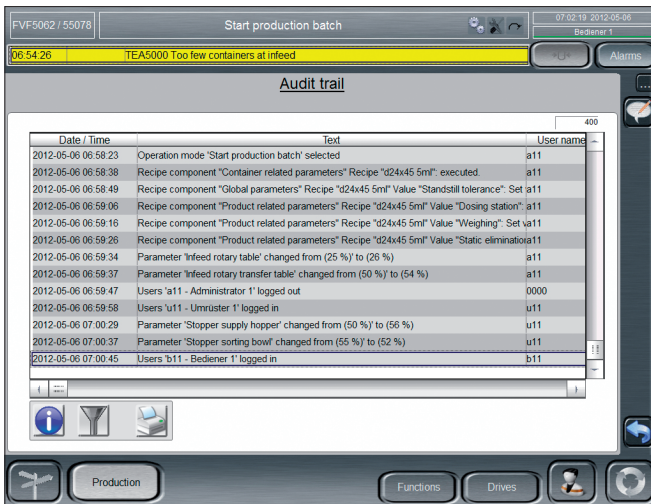 FVF5062 / 55078
Start production batch
07:02:19 2012-05-06
Bediener 1
06:54:26 TEA5000 Too few containers at infeed
Alarms
Audit trail
400
Date / Time Text User name
2012-05-06 06:58:23 Operation mode 'Start production batch' selected a11
2012-05-06 06:58:38 Recipe component "Container related parameters" Recipe "d24x45 5ml": executed. a11
2012-05-06 06:58:49 Recipe component "Global parameters" Recipe "d24x45 5ml" Value "Standstill tolerance": Set a11
2012-05-06 06:59:06 Recipe component "Product related parameters" Recipe "d24x45 5ml" Value "Dosing station": a11
2012-05-06 06:59:16 Recipe component "Product related parameters" Recipe "d24x45 5ml" Value "Weighing": Set v a11
2012-05-06 06:59:26 Recipe component "Product related parameters" Recipe "d24x45 5ml" Value "Static elimination a11
2012-05-06 06:59:34 Parameter 'Infeed rotary table' changed from (25 %)' to (26 %) a11
2012-05-06 06:59:37 Parameter 'Infeed rotary transfer table' changed from (50 %)' to (54 %) a11
2012-05-06 06:59:47 Users 'a11 - Administrator 1' logged out 0000
2012-05-06 06:59:58 Users 'u11 - Umrüster 1' logged in u11
2012-05-06 07:00:29 Parameter 'Stopper supply hopper' changed from (50 %)' to (56 %) u11
2012-05-06 07:00:37 Parameter 'Stopper sorting bowl' changed from (55 %)' to (52 %) u11
2012-05-06 07:00:45 Users 'b11 - Bediener 1' logged in b11
Production
Functions
Drives